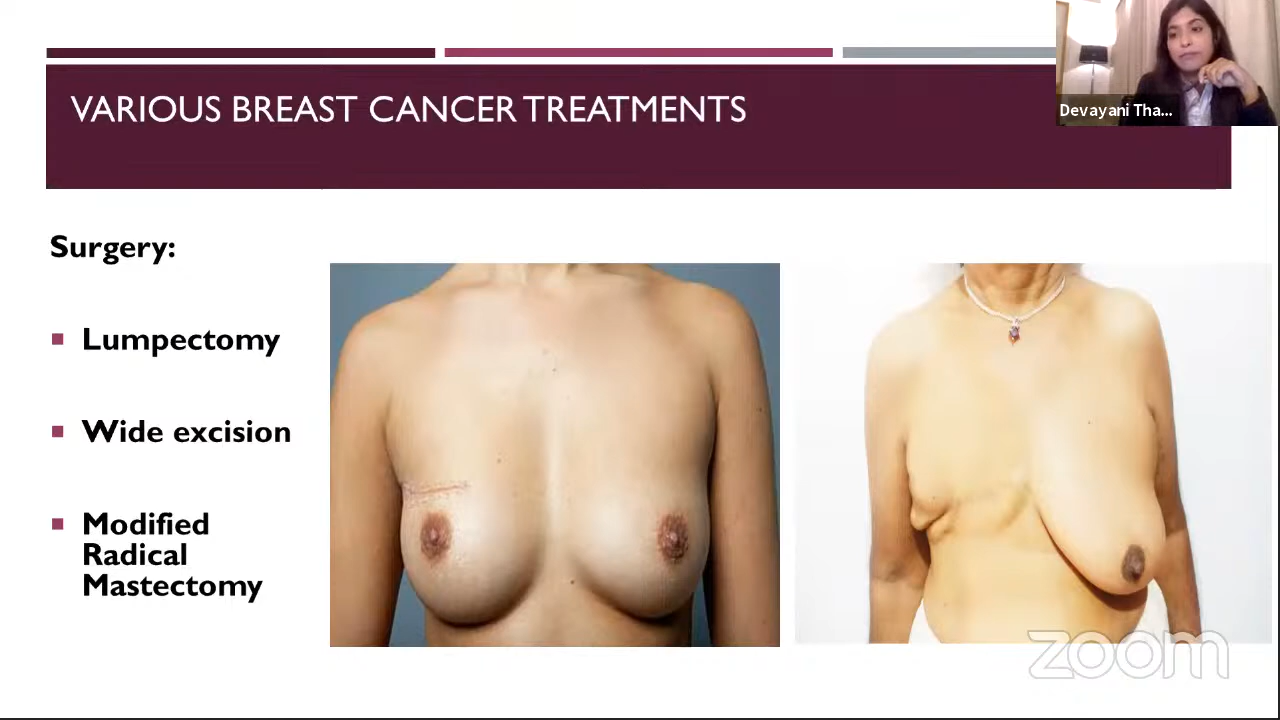 VARIOUS BREAST CANCER TREATMENTS
Devayani Tha...
Surgery:
Lumpectomy
Wide excision
Modified
Radical
Mastectomy
zoom